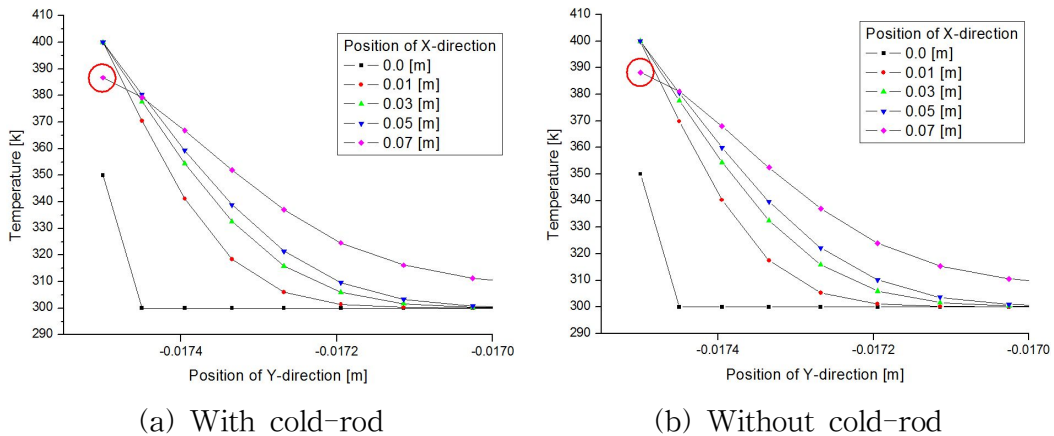 400
390
380
370
360
350
340
330
320
310
300
290
Temperature [k]
Position of X-direction
0.0 [m]
0.01 [m]
0.03 [m]
0.05 [m]
0.07 [m]
-0.0174
-0.0172
-0.0170
Position of Y-direction [m]
(a) With cold-rod
400
390
380
370
360
350
340
330
320
310
300
290
Temperature [k]
Position of X-direction
0.0 [m]
0.01 [m]
0.03 [m]
0.05 [m]
0.07 [m]
-0.0174
-0.0172
-0.0170
Position of Y-direction [m]
(b) Without cold-rod